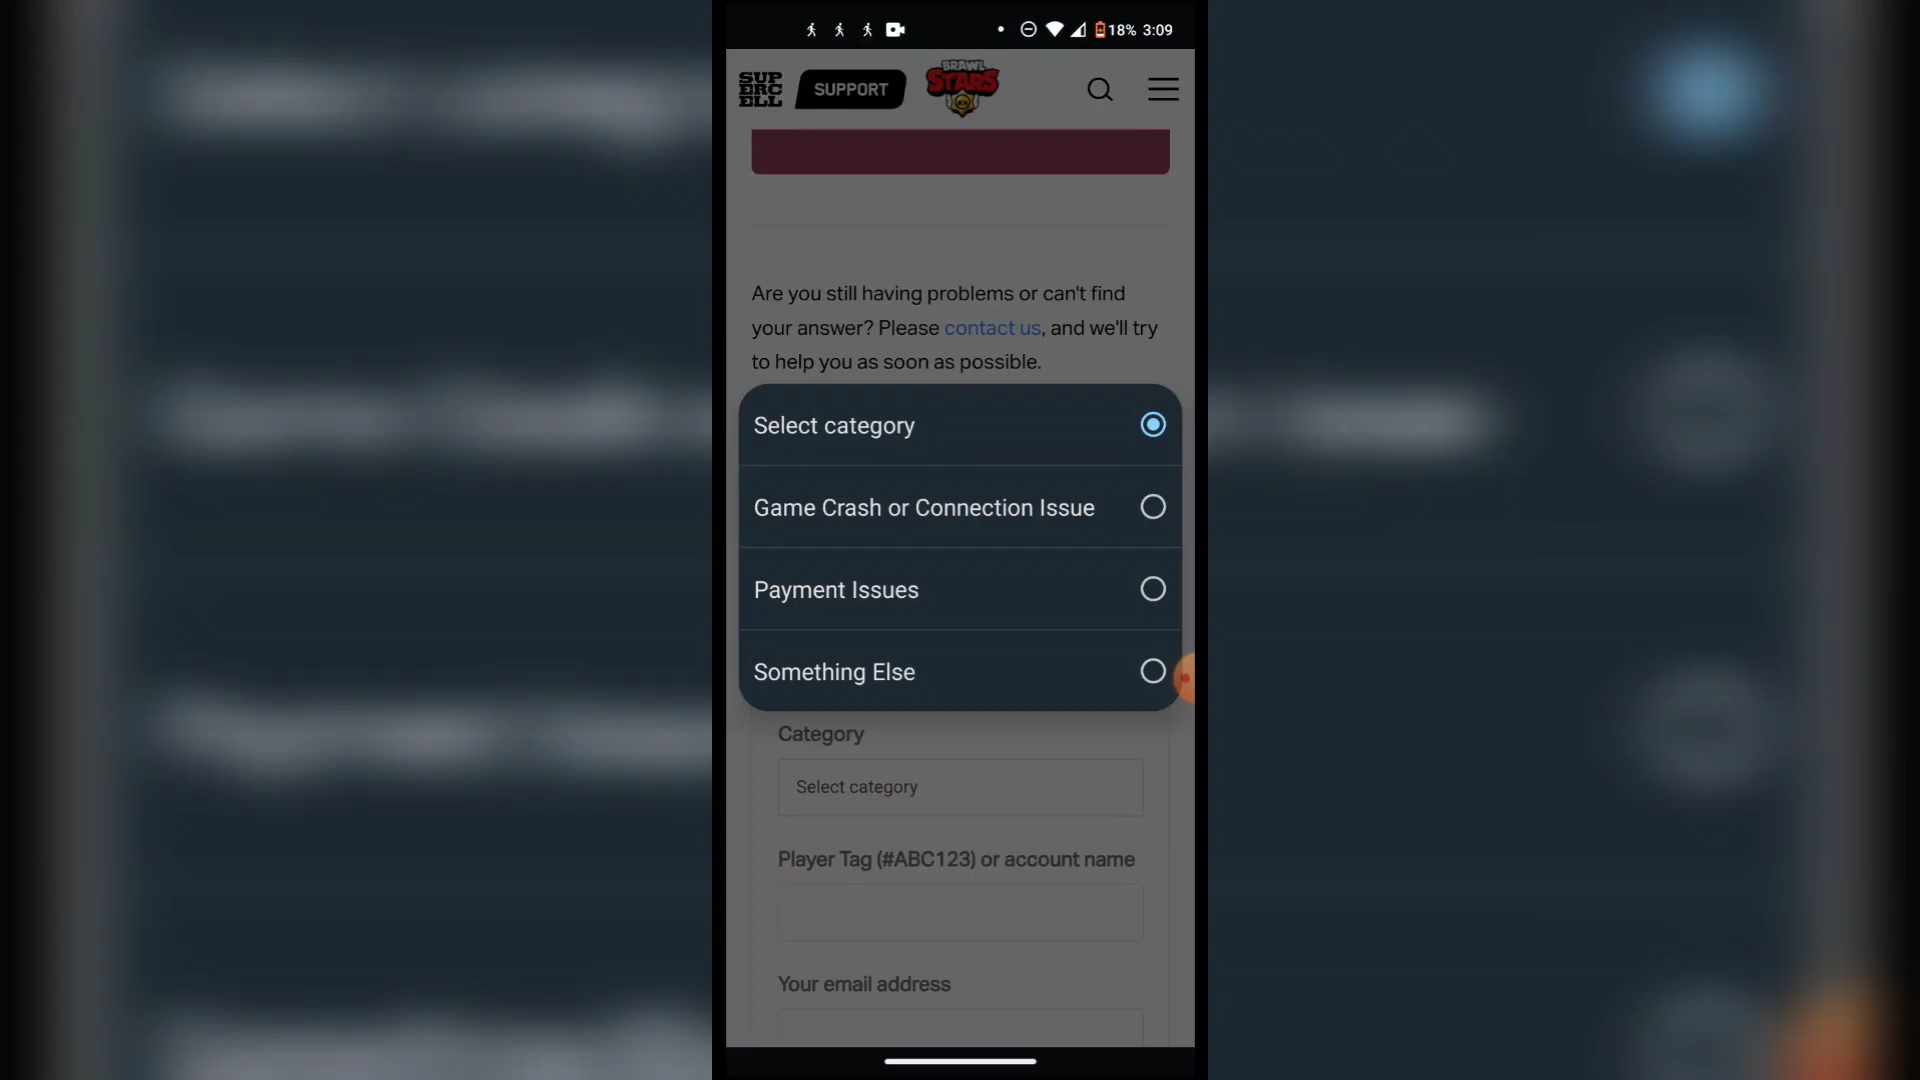 18% 3:09
SUP
ERC
ELL
SUPPORT
BRAWL
STARS
Are you still having problems or can't find
your answer? Please contact us, and we'll try
to help you as soon as possible.
Select category
Game Crash or Connection Issue
Payment Issues
Something Else
Category
Select category
Player Tag (#ABC123) or account name
Your email address